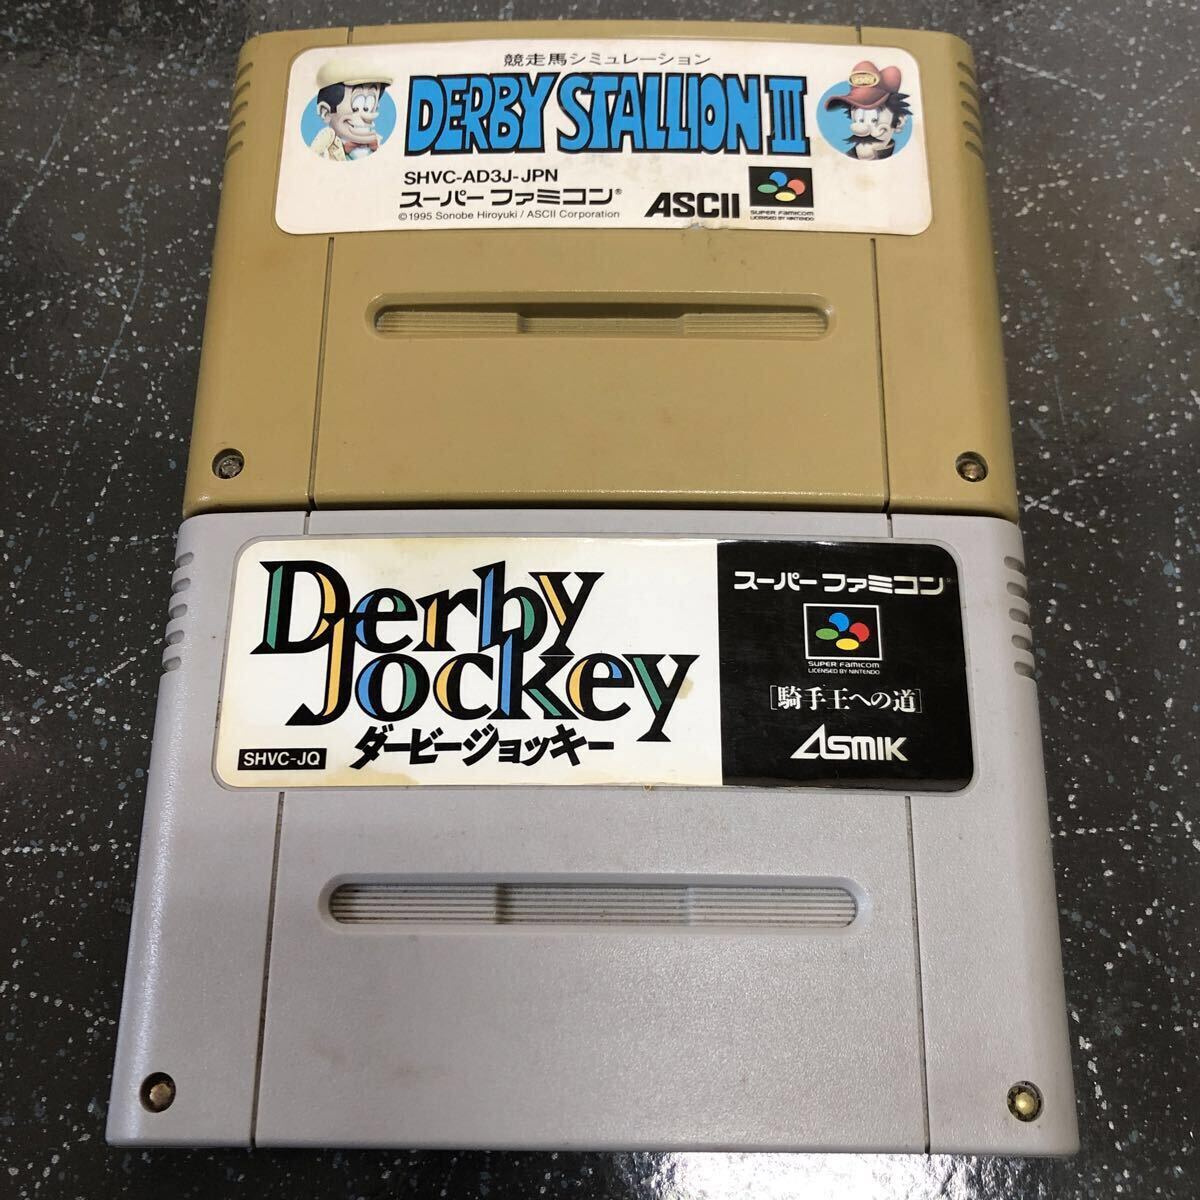 競走馬シミュレーション
DERBY STALLION III
SHVC-AD3J-JPN
スーパーファミコン®
©1995 Sonobe Hiroyuki / ASCII Corporation
ASCII
SUPER FAMICOM
LICENSED BY NINTENDO
Derby
Jockey
ダービージョッキー
SHVC-JQ
スーパーファミコン
SUPER FAMICOM
LICENSED BY NINTENDO
[騎手王への道]
ASMIK